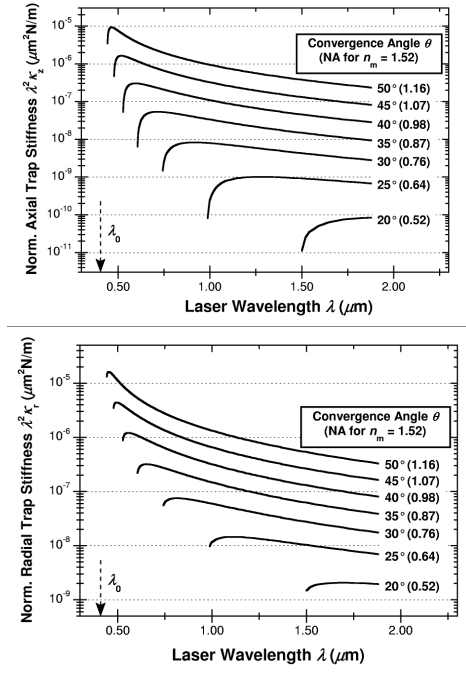 Norm. Axial Trap Stiffness λ²κz (μm²N/m)
10⁻⁵
10⁻⁶
10⁻⁷
10⁻⁸
10⁻⁹
10⁻¹⁰
10⁻¹¹
Convergence Angle θ
(NA for nm = 1.52)
50°(1.16)
45°(1.07)
40°(0.98)
35°(0.87)
30°(0.76)
25°(0.64)
20°(0.52)
λ0
0.50 1.00 1.50 2.00
Laser Wavelength λ (μm)
Norm. Radial Trap Stiffness λ²κr (μm²N/m)
10⁻⁵
10⁻⁶
10⁻⁷
10⁻⁸
10⁻⁹
Convergence Angle θ
(NA for nm = 1.52)
50°(1.16)
45°(1.07)
40°(0.98)
35°(0.87)
30°(0.76)
25°(0.64)
20°(0.52)
λ0
0.50 1.00 1.50 2.00
Laser Wavelength λ (μm)